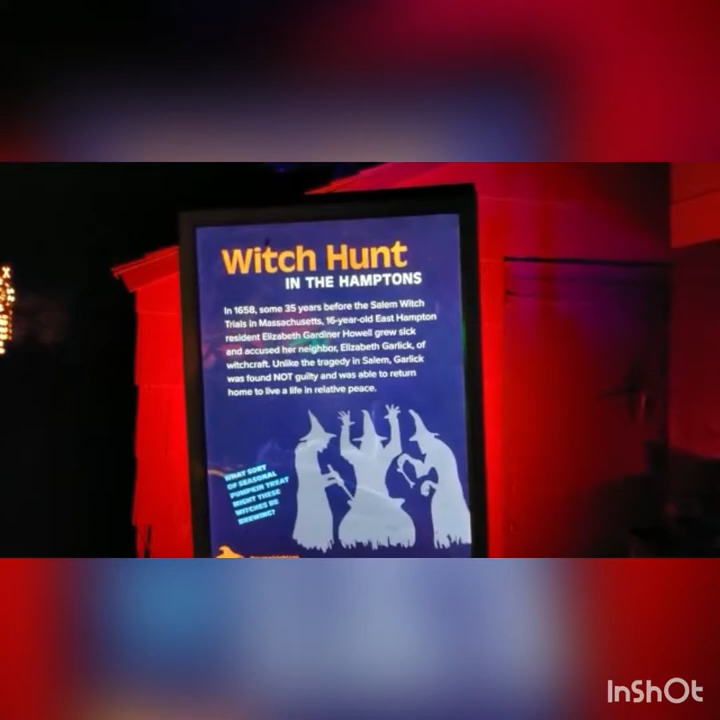 Witch Hunt
IN THE HAMPTONS
In 1658, some 35 years before the Salem Witch
Trials in Massachusetts, 16-year-old East Hampton
resident Elizabeth Gardiner Howell grew sick
and accused her neighbor, Elizabeth Garlick, of
witchcraft. Unlike the tragedy in Salem, Garlick
was found NOT guilty and was able to return
home to live a life in relative peace.
WHAT SORT
OF SEASONAL
PUMPKIN TREAT
MIGHT THESE
WITCHES BE
BREWING?
InShOt